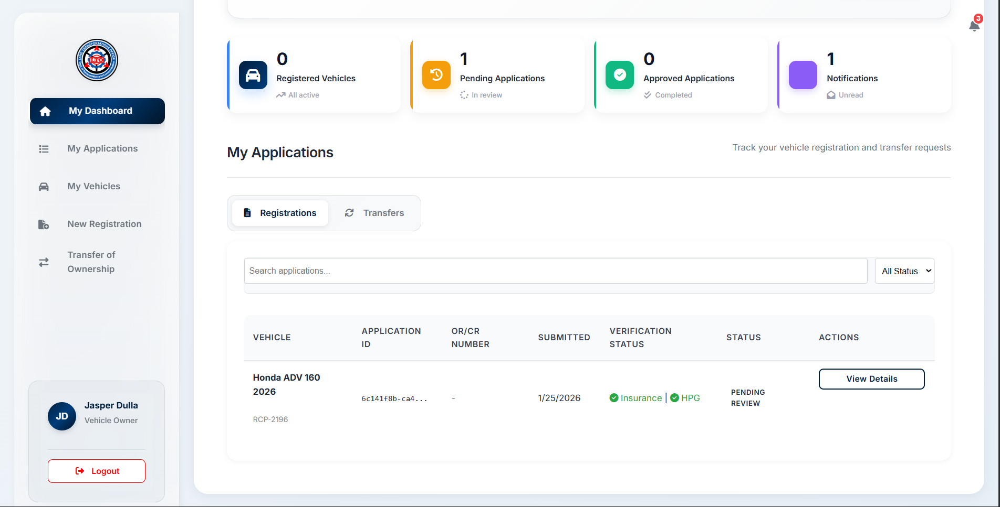 LAND TRANSPORTATION OFFICE
LTO
My Dashboard
My Applications
My Vehicles
New Registration
Transfer of
Ownership
JD
Jasper Dulla
Vehicle Owner
Logout
3
0
Registered Vehicles
All active
1
Pending Applications
In review
0
Approved Applications
Completed
1
Notifications
Unread
My Applications
Track your vehicle registration and transfer requests
Registrations
Transfers
Search applications...
All Status
VEHICLE
APPLICATION
ID
OR/CR
NUMBER
SUBMITTED
VERIFICATION
STATUS
STATUS
ACTIONS
Honda ADV 160
2026
RCP-2196
6c141f8b-ca4...
-
1/25/2026
Insurance | HPG
PENDING
REVIEW
View Details